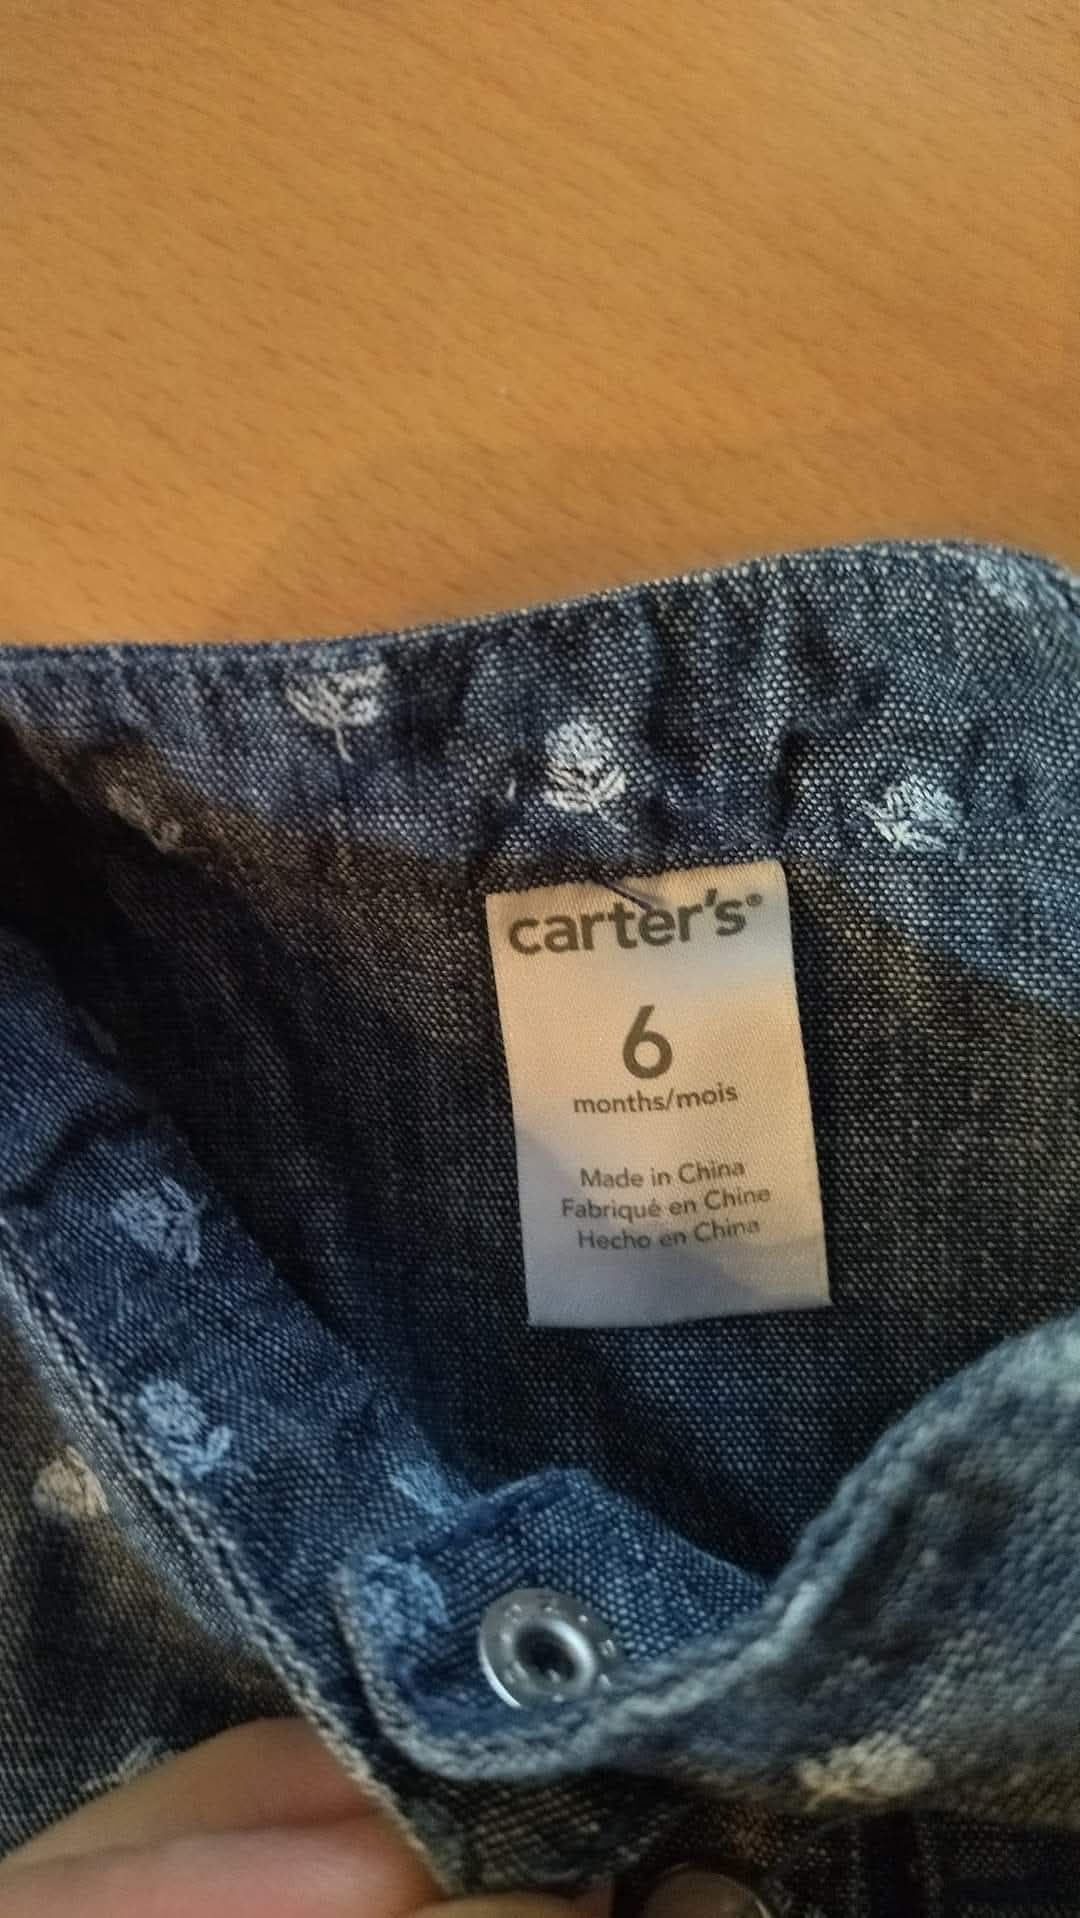 carter's®
6
months/mois
Made in China
Fabriqué en Chine
Hecho en China